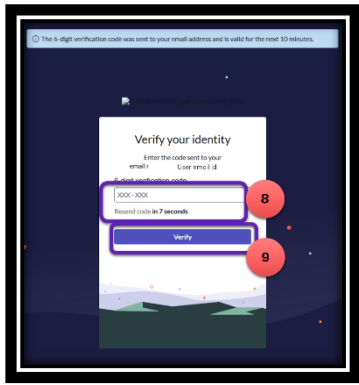 ⓘ The 6-digit verification code was sent to your email address and is valid for the next 10 minutes.
Verify your identity
Enter the code sent to your
email r User email id
6-digit verification code
XXX-XXX
8
Resend code in 7 seconds
Verify
9